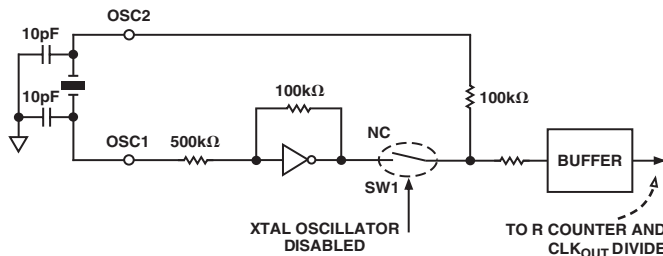 OSC2
10pF
10pF
OSC1
500kΩ
100kΩ
NC
SW1
100kΩ
BUFFER
XTAL OSCILLATOR
DISABLED
TO R COUNTER AND
CLKOUT DIVIDE